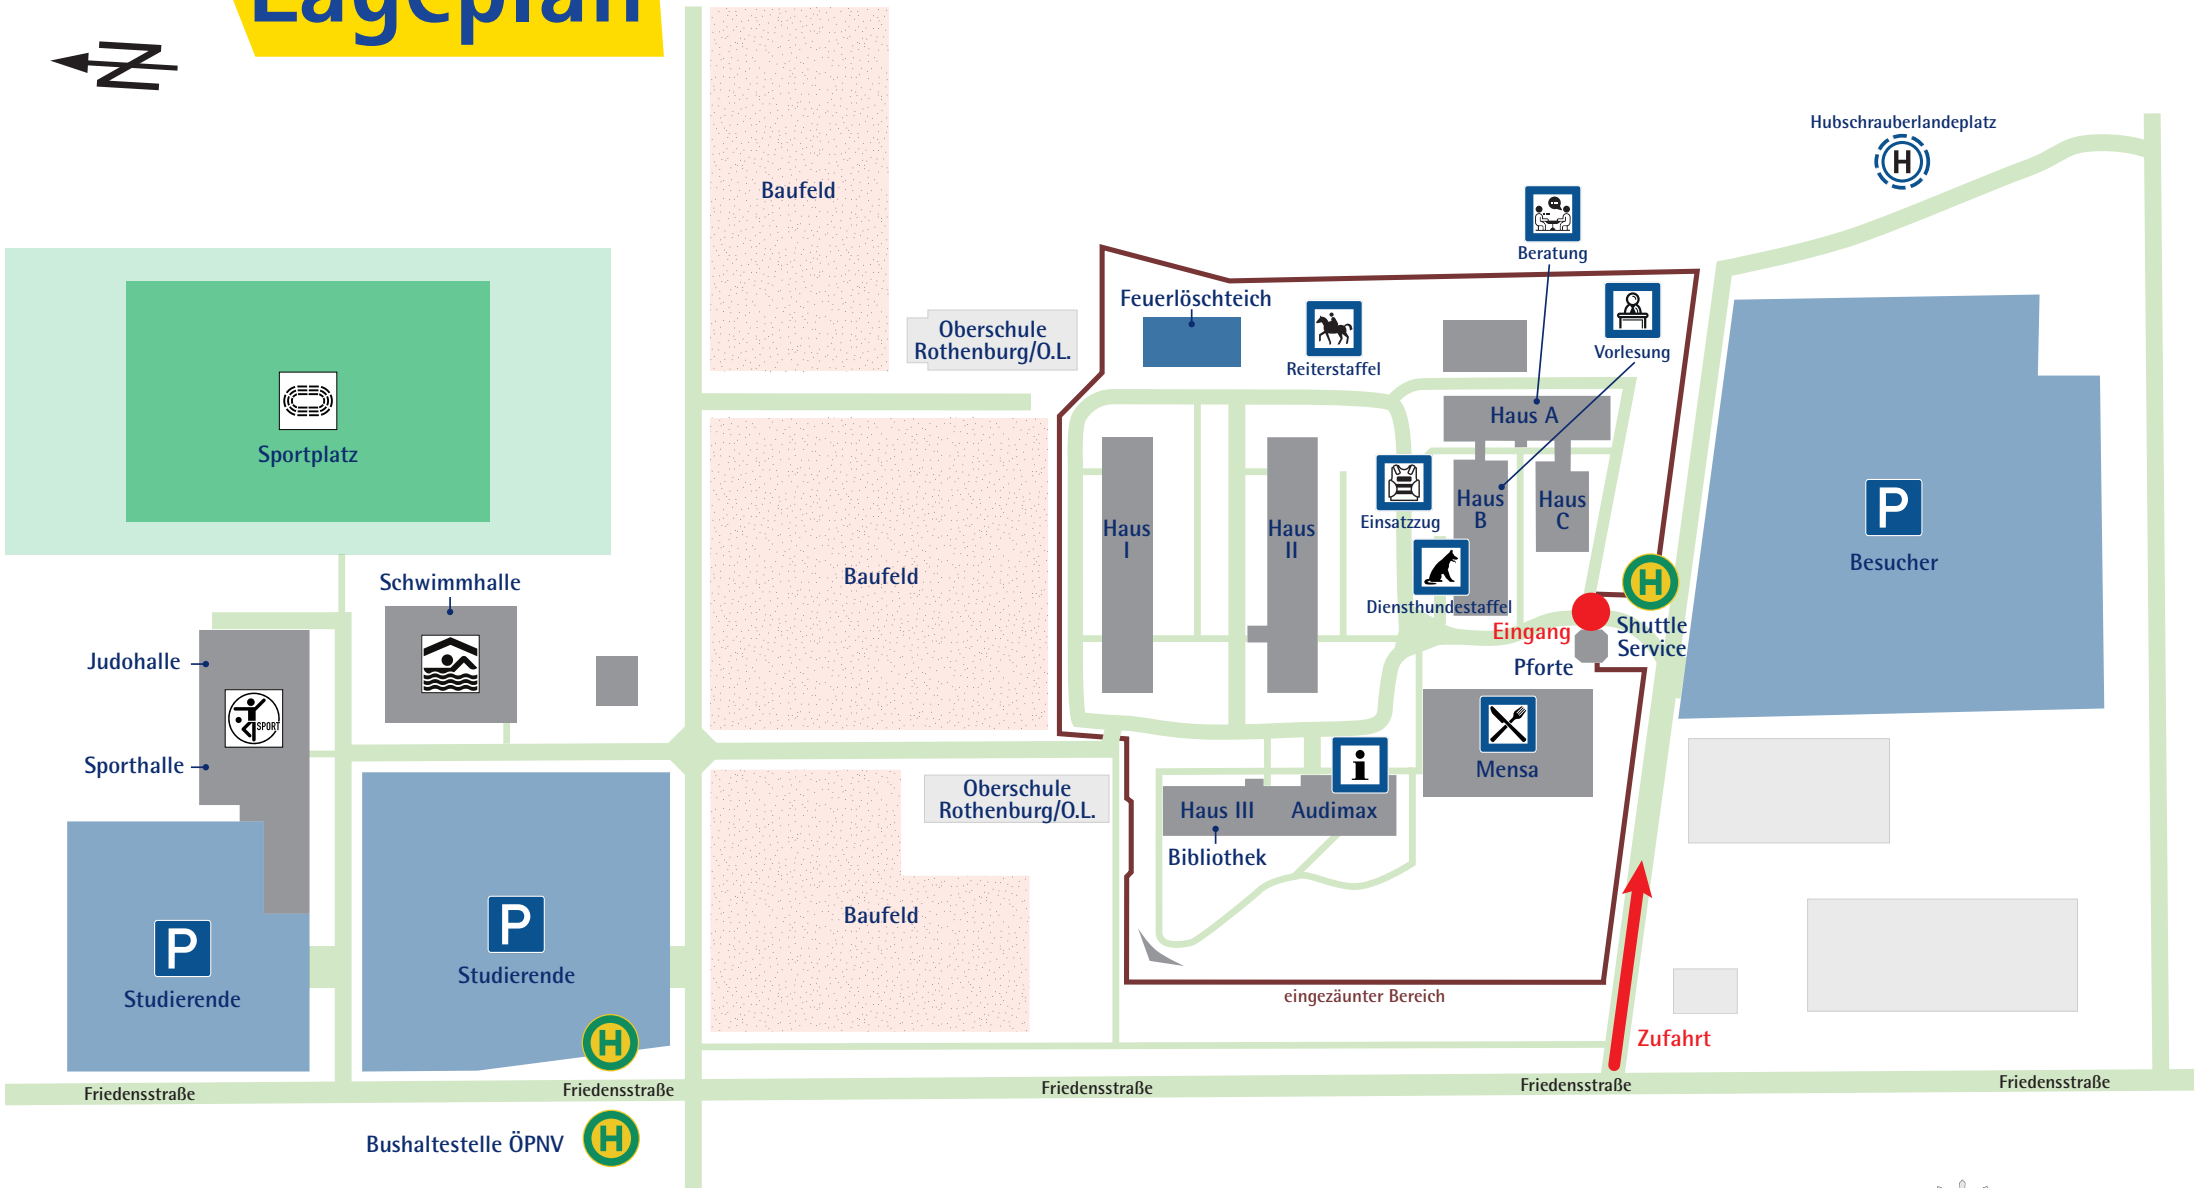 Lageplan
N
Hubschrauberlandeplatz
H
Baufeld
Beratung
Feuerlöschteich
Oberschule
Rothenburg/O.L.
Reiterstaffel
Vorlesung
Haus A
Sportplatz
Haus
B
Haus
C
Einsatzzug
Haus
I
Haus
II
P
Besucher
Baufeld
Schwimmhalle
H
Diensthundestaffel
Eingang
Shuttle
Service
Pforte
Judohalle
SPORT
Sporthalle
i
Mensa
Oberschule
Rothenburg/O.L.
Haus III
Audimax
Bibliothek
Baufeld
P
Studierende
P
Studierende
eingezäunter Bereich
Zufahrt
H
Friedensstraße
Friedensstraße
Friedensstraße
Friedensstraße
Friedensstraße
Bushaltestelle ÖPNV
H